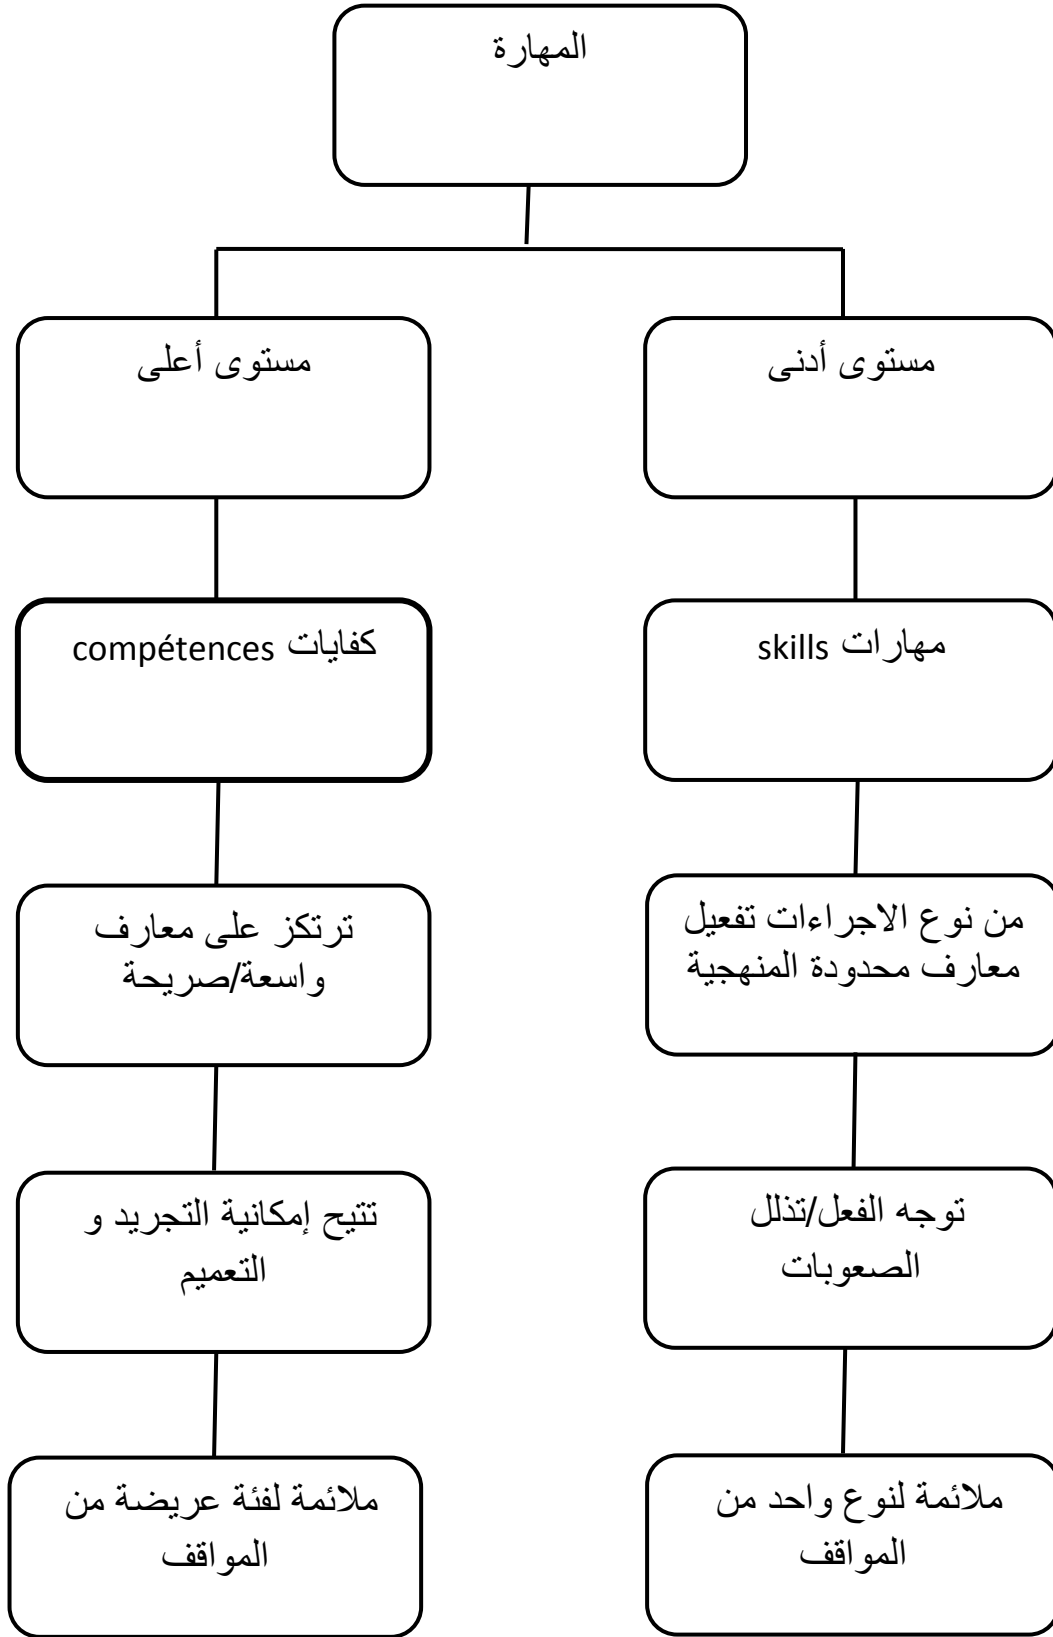 المهارة
مستوى أدنى
مستوى أعلى
مهارات skills
كفايات compétences
من نوع الاجراءات تفعيل
معارف محدودة المنهجية
ترتكز على معارف
واسعة/صريحة
توجه الفعل/تذلل
الصعوبات
تتيح إمكانية التجريد و
التعميم
ملائمة لنوع واحد من
المواقف
ملائمة لفئة عريضة من
المواقف